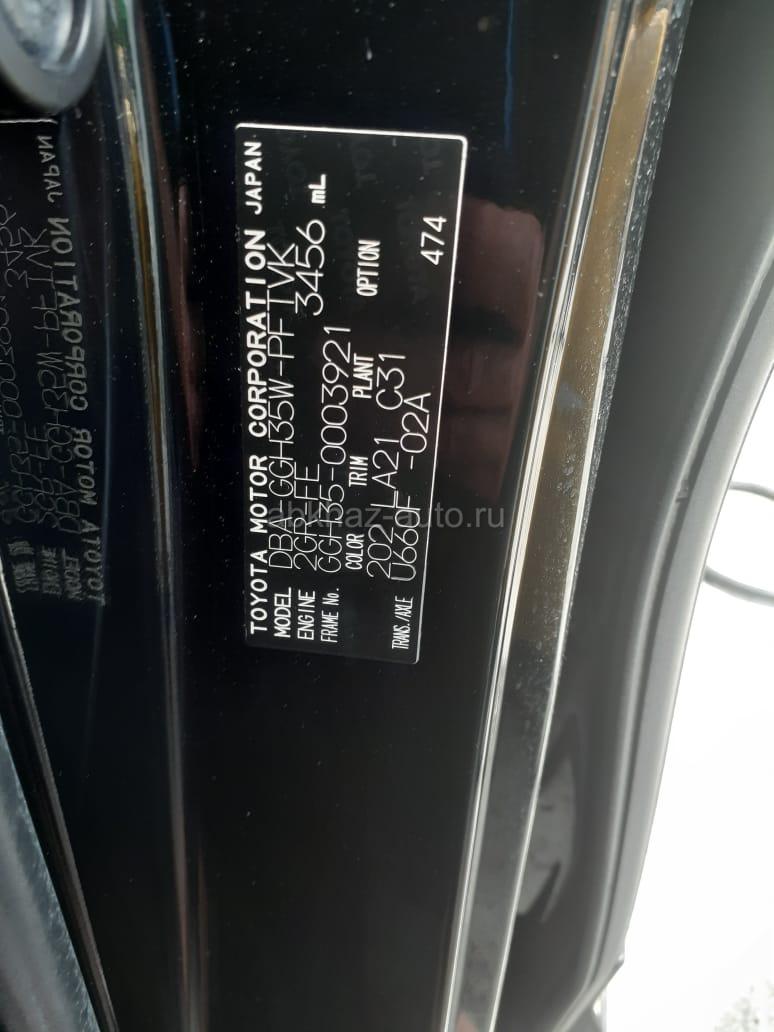 TOYOTA MOTOR CORPORATION JAPAN
MODEL DBA-GGH35W-PFTVK
ENGINE 2GR-FE 3456 mL
FRAME No. GGH35-0003921
COLOR TRIM PLANT OPTION
202 LA21 C31
TRANS./AXLE U660F -02A 474
abkhaz-auto.ru